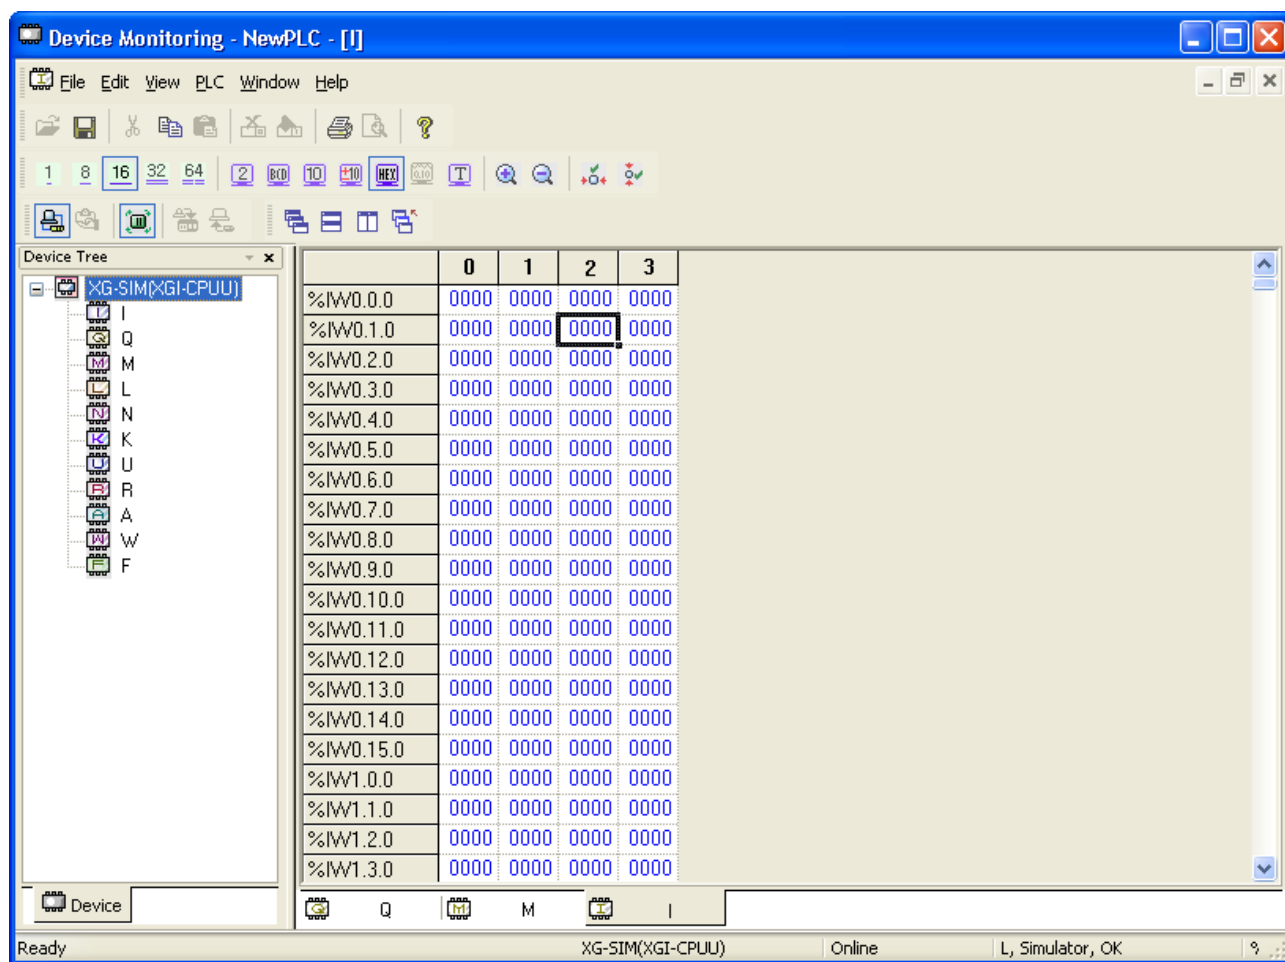 Device Monitoring - NewPLC - [I]
File Edit View PLC Window Help
1 8 16 32 64 2 BCD 10 ±10 HEX 0.10 T
Device Tree
XG-SIM(XGI-CPUU)
I
Q
M
L
N
K
U
R
A
W
F
Device
0 1 2 3
%IW0.0.0 0000 0000 0000 0000
%IW0.1.0 0000 0000 0000 0000
%IW0.2.0 0000 0000 0000 0000
%IW0.3.0 0000 0000 0000 0000
%IW0.4.0 0000 0000 0000 0000
%IW0.5.0 0000 0000 0000 0000
%IW0.6.0 0000 0000 0000 0000
%IW0.7.0 0000 0000 0000 0000
%IW0.8.0 0000 0000 0000 0000
%IW0.9.0 0000 0000 0000 0000
%IW0.10.0 0000 0000 0000 0000
%IW0.11.0 0000 0000 0000 0000
%IW0.12.0 0000 0000 0000 0000
%IW0.13.0 0000 0000 0000 0000
%IW0.14.0 0000 0000 0000 0000
%IW0.15.0 0000 0000 0000 0000
%IW1.0.0 0000 0000 0000 0000
%IW1.1.0 0000 0000 0000 0000
%IW1.2.0 0000 0000 0000 0000
%IW1.3.0 0000 0000 0000 0000
Q M I
Ready XG-SIM(XGI-CPUU) Online L, Simulator, OK